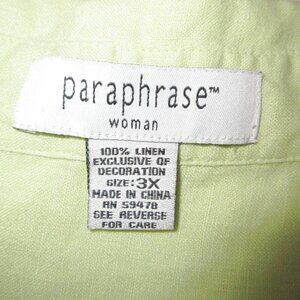 paraphrase™
woman
100% LINEN
EXCLUSIVE OF
DECORATION
SIZE: 3X
MADE IN CHINA
RN 59478
SEE REVERSE
FOR CARE